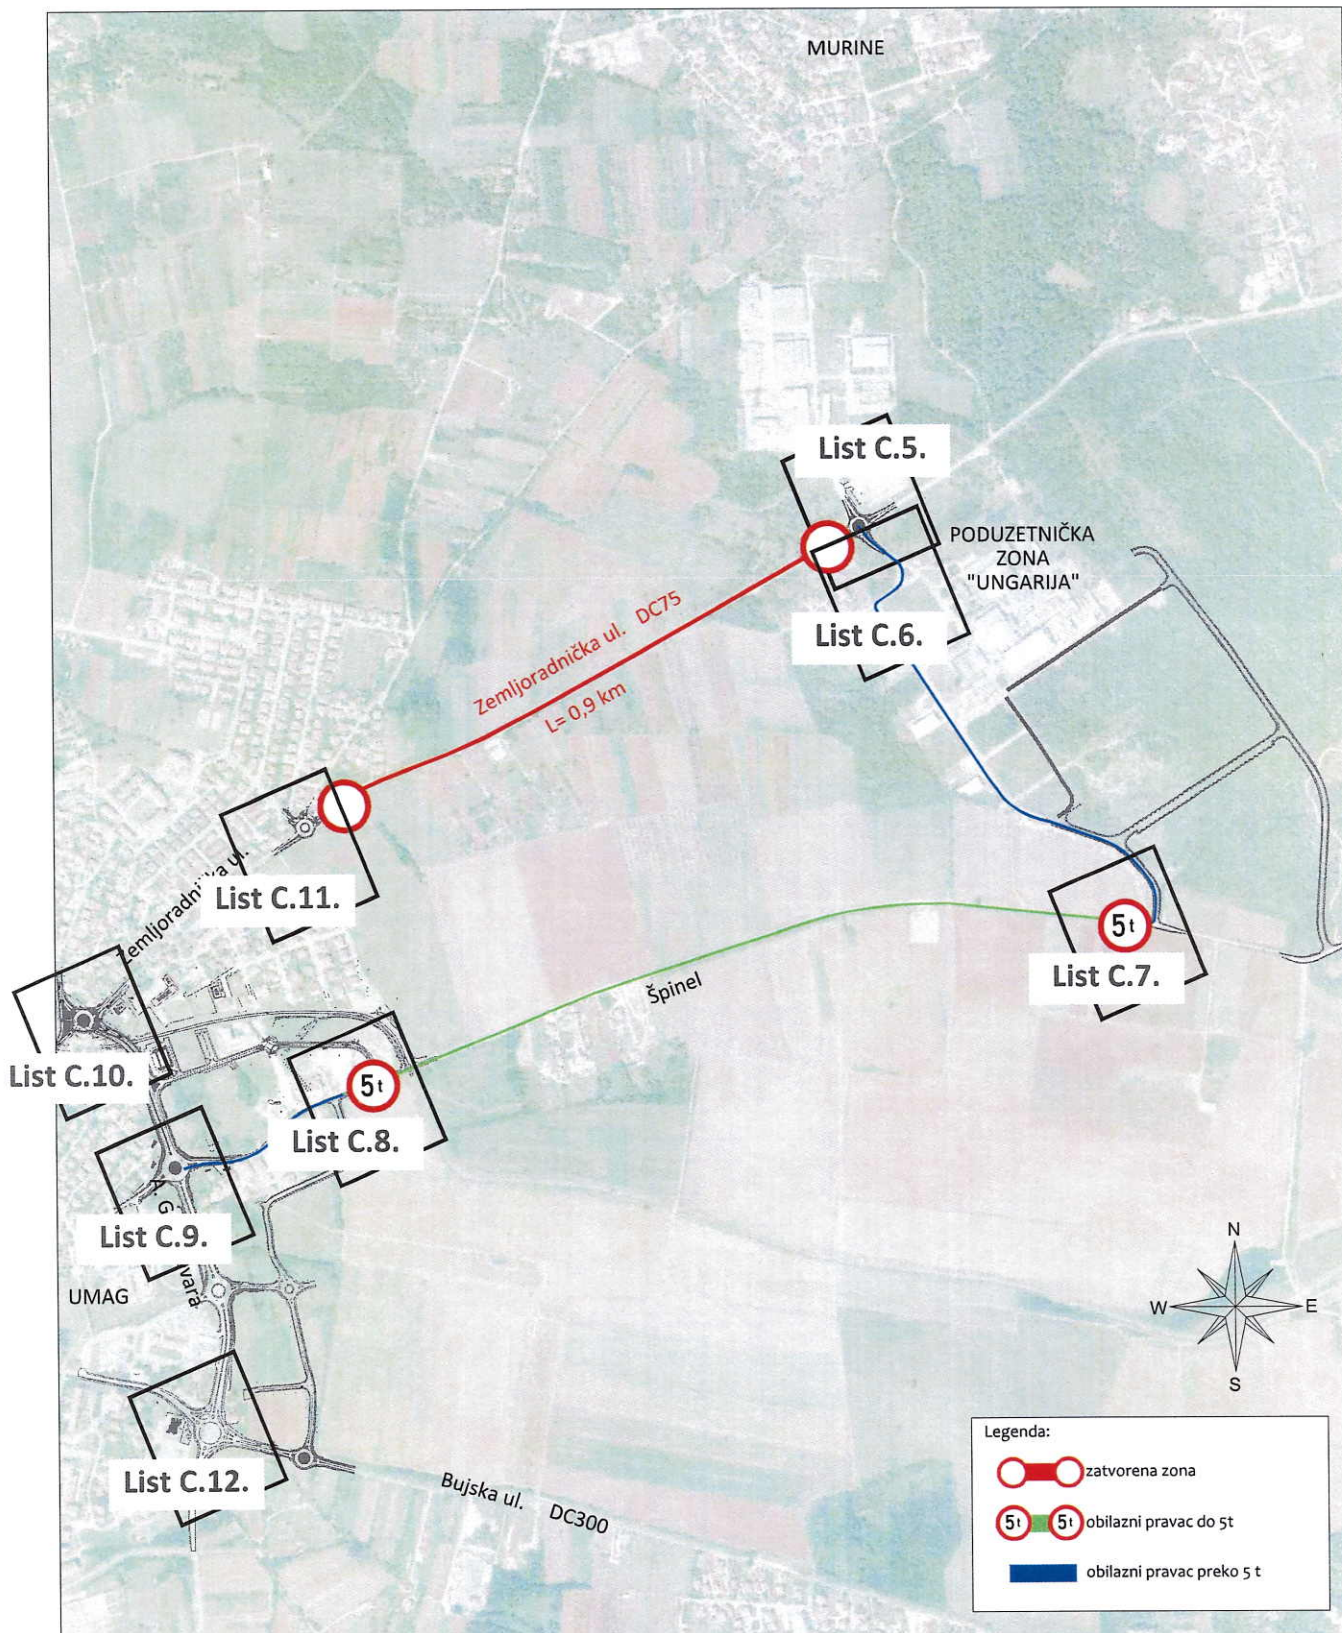 MURINE
List C.5.
PODUZETNIČKA
ZONA
"UNGARIJA"
List C.6.
Zemljoradnička ul. DC75
L= 0,9 km
List C.11.
Zemljoradnička ul.
5t
List C.7.
Špinel
List C.10.
5t
List C.8.
List C.9.
A. G
vara
UMAG
N
W
E
S
List C.12.
Bujska ul. DC300
Legenda:
zatvorena zona
5t 5t obilazni pravac do 5t
obilazni pravac preko 5 t